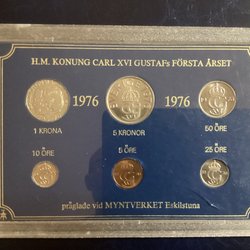 H.M. KONUNG CARL XVI GUSTAFs FÖRSTA ÅRSET
1976 1976
1 KRONA 5 KRONOR 50 ÖRE
10 ÖRE 5 ÖRE 25 ÖRE
präglade vid MYNTVERKET Eskilstuna